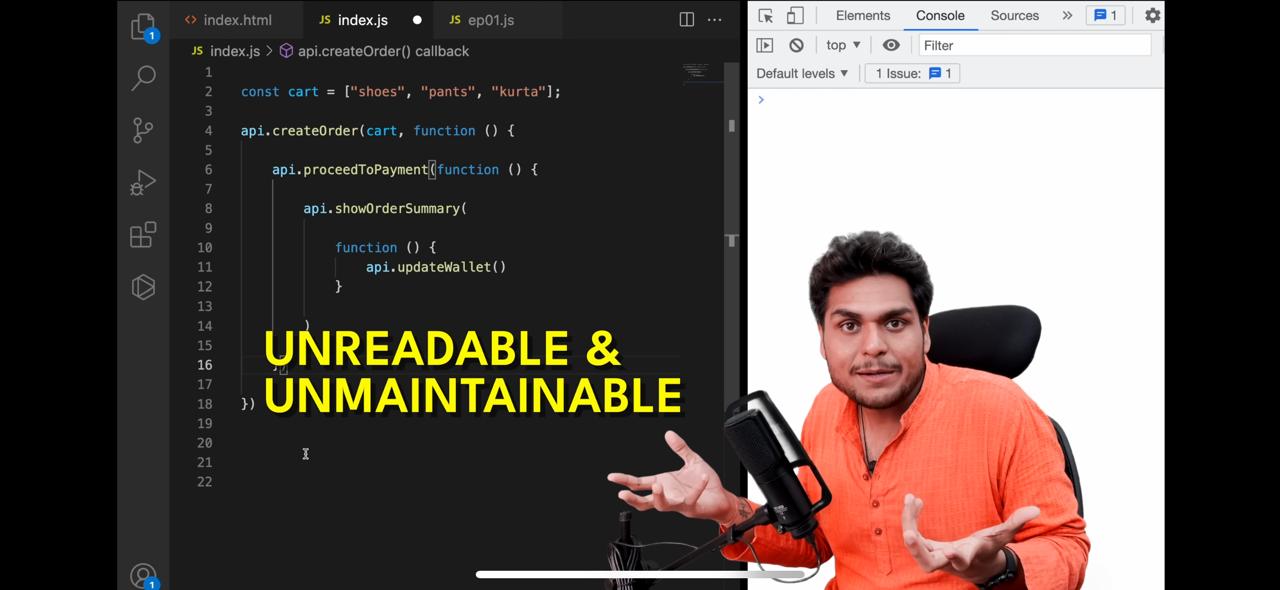 index.html
JS index.js
JS ep01.js
JS index.js > api.createOrder() callback
1
2 const cart = ["shoes", "pants", "kurta"];
3
4 api.createOrder(cart, function () {
5
6 api.proceedToPayment(function () {
7
8 api.showOrderSummary(
9
10 function () {
11 api.updateWallet()
12 }
13
14 )
15
16
17
18 })
19
20
21
22
UNREADABLE &
UNMAINTAINABLE
1
1
Elements Console Sources » 1
top Filter
Default levels 1 Issue: 1
>